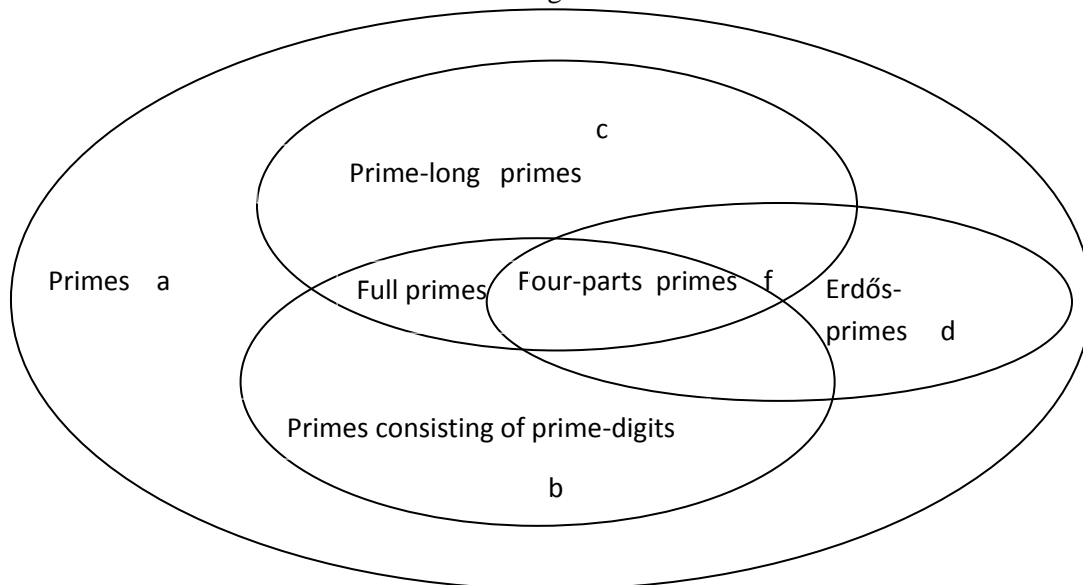 c
Prime-long primes
Primes a
Full primes
Four-parts primes f
Erdős-
primes d
Primes consisting of prime-digits
b